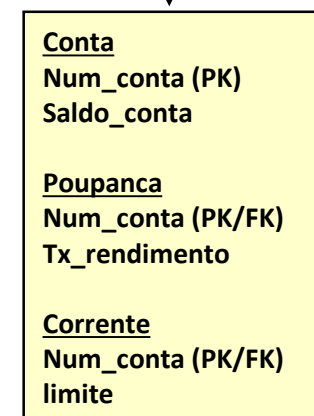 Conta
Num_conta (PK)
Saldo_conta
Poupanca
Num_conta (PK/FK)
Tx_rendimento
Corrente
Num_conta (PK/FK)
limite